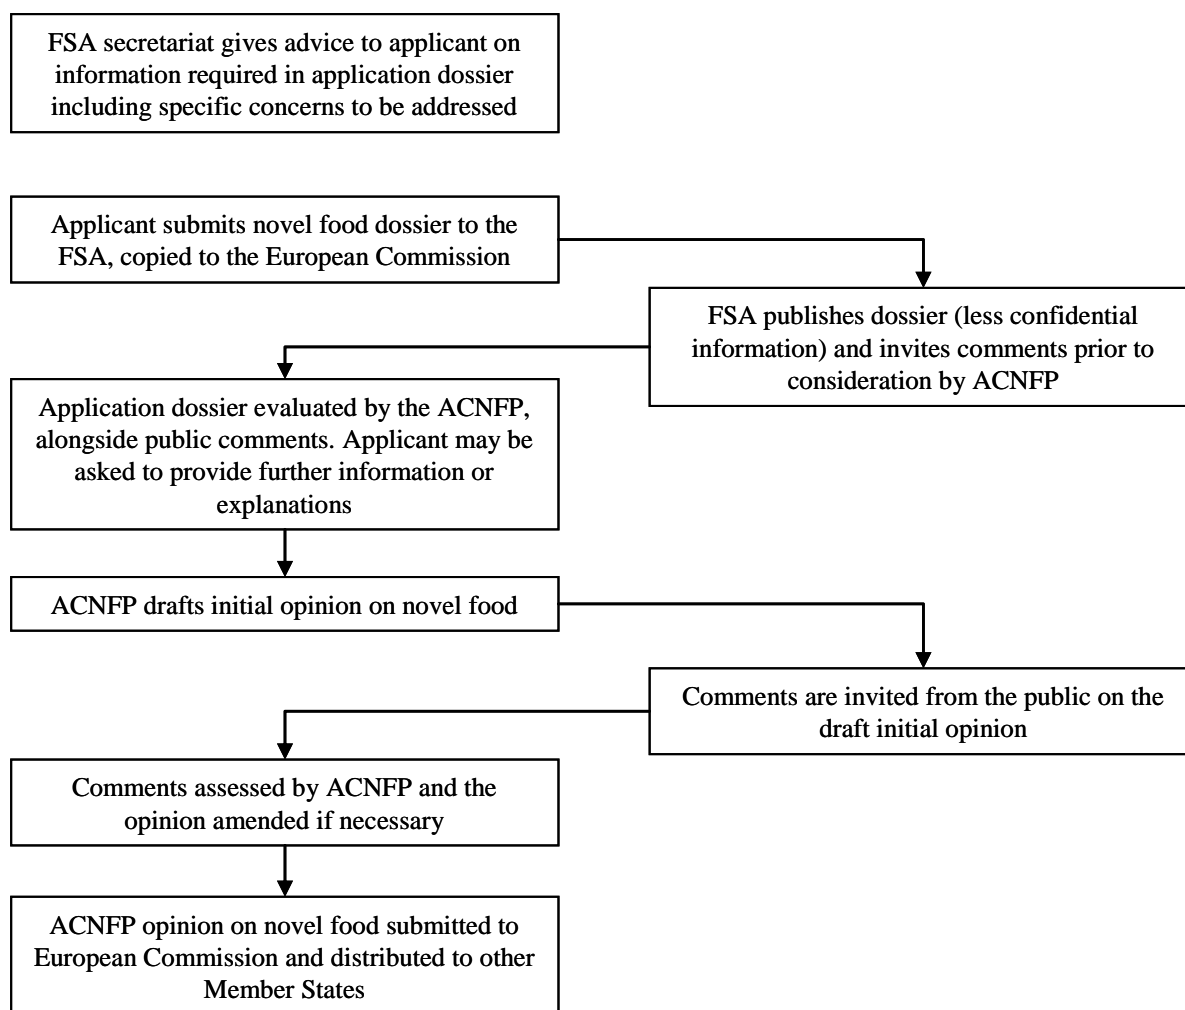 FSA secretariat gives advice to applicant on
information required in application dossier
including specific concerns to be addressed
Applicant submits novel food dossier to the
FSA, copied to the European Commission
FSA publishes dossier (less confidential
information) and invites comments prior to
consideration by ACNFP
Application dossier evaluated by the ACNFP,
alongside public comments. Applicant may be
asked to provide further information or
explanations
ACNFP drafts initial opinion on novel food
Comments are invited from the public on the
draft initial opinion
Comments assessed by ACNFP and the
opinion amended if necessary
ACNFP opinion on novel food submitted to
European Commission and distributed to other
Member States